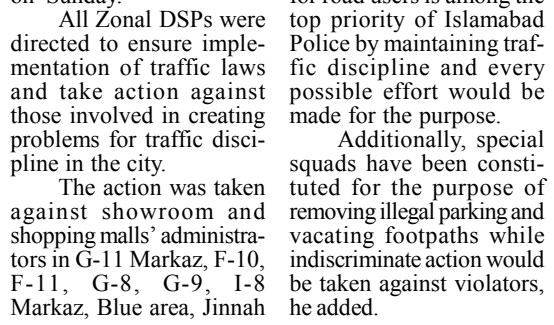 on Sunday.
All Zonal DSPs were
directed to ensure imple-
mentation of traffic laws
and take action against
those involved in creating
problems for traffic disci-
pline in the city.
The action was taken
against showroom and
shopping malls’ administra-
tors in G-11 Markaz, F-10,
F-11, G-8, G-9, I-8
Markaz, Blue area, Jinnah
for road users is among the
top priority of Islamabad
Police by maintaining traf-
fic discipline and every
possible effort would be
made for the purpose.
Additionally, special
squads have been consti-
tuted for the purpose of
removing illegal parking and
vacating footpaths while
indiscriminate action would
be taken against violators,
he added.